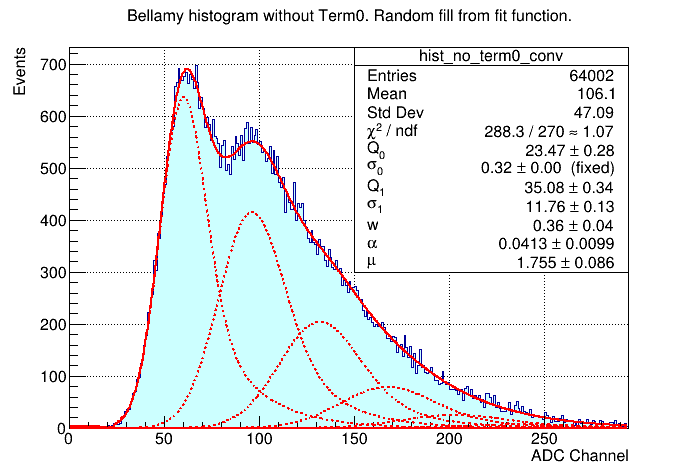 Bellamy histogram without Term0. Random fill from fit function.
Events
hist_no_term0_conv
Entries 64002
Mean 106.1
Std Dev 47.09
χ² / ndf 288.3 / 270 ≈ 1.07
Q₀ 23.47 ± 0.28
σ₀ 0.32 ± 0.00 (fixed)
Q₁ 35.08 ± 0.34
σ₁ 11.76 ± 0.13
w 0.36 ± 0.04
α 0.0413 ± 0.0099
μ 1.755 ± 0.086
700
600
500
400
300
200
100
0
0 50 100 150 200 250
ADC Channel